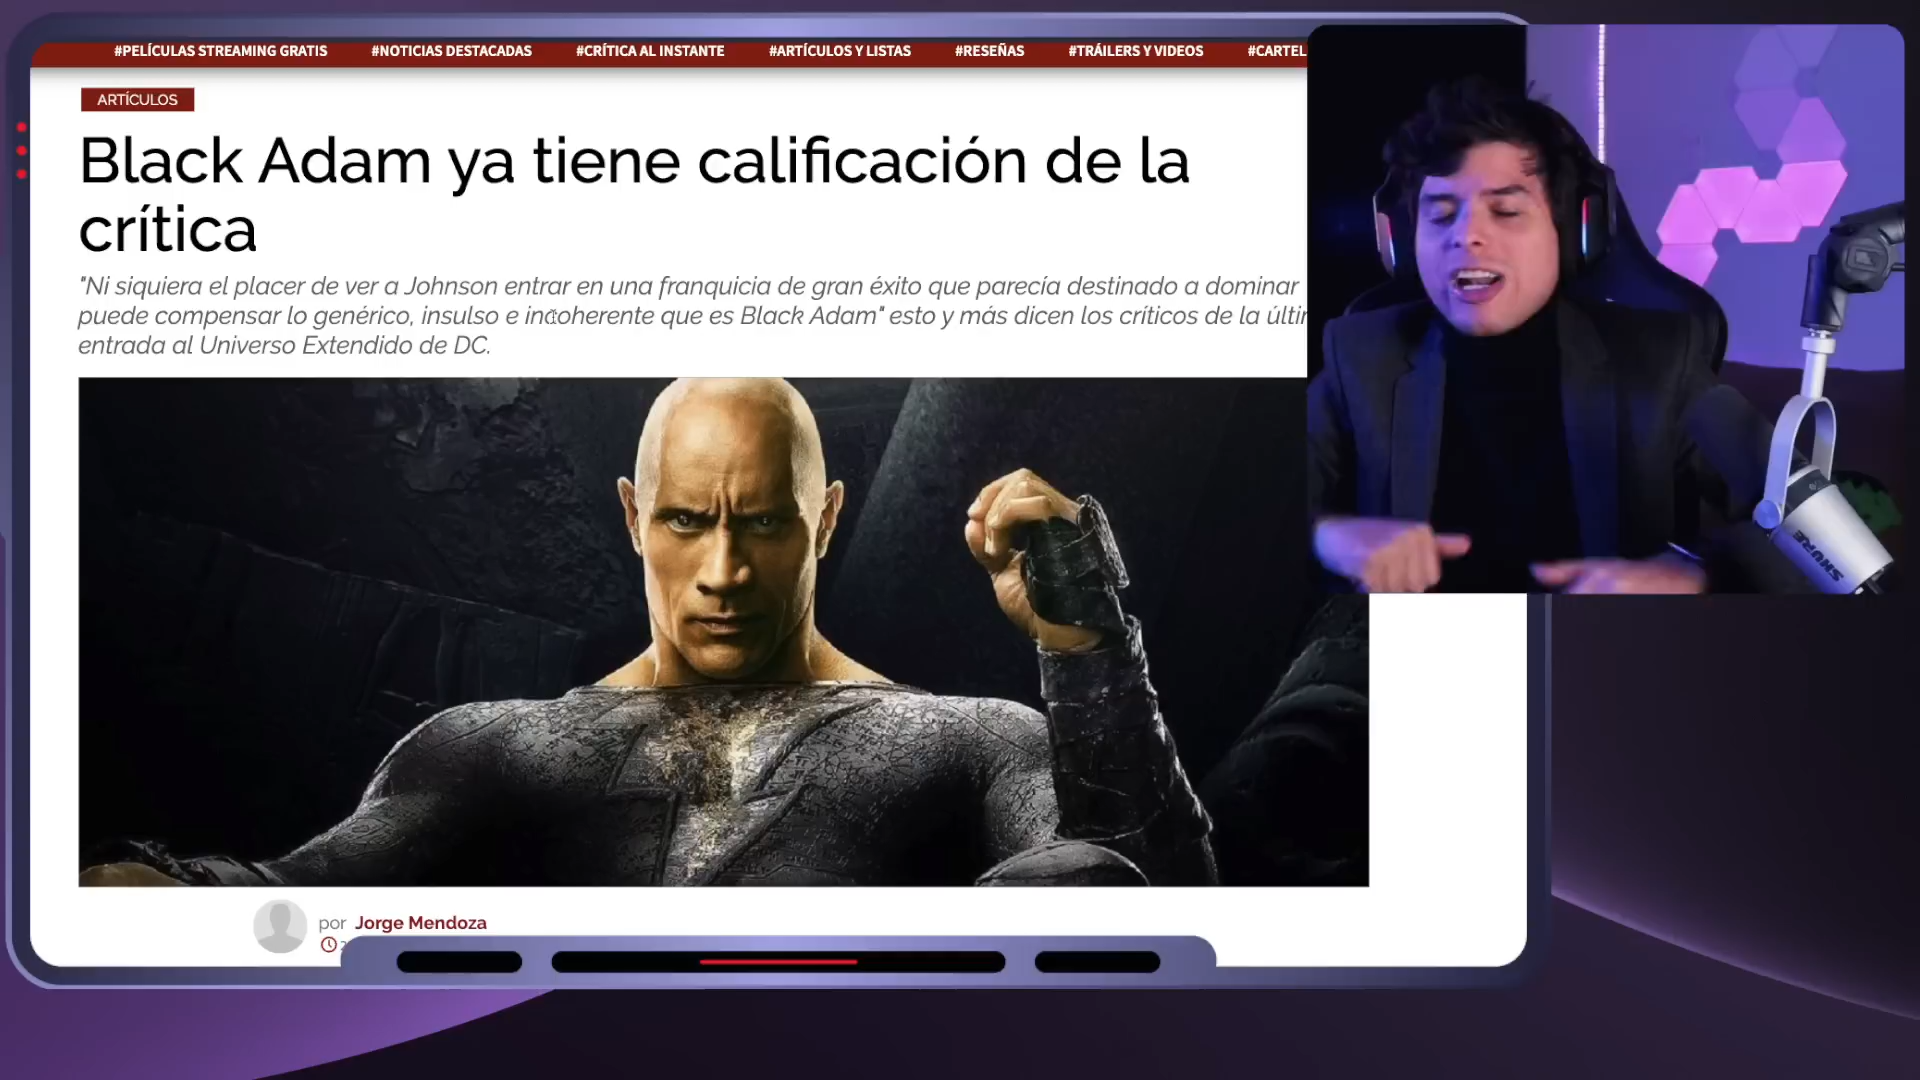 #PELÍCULAS STREAMING GRATIS #NOTICIAS DESTACADAS #CRÍTICA AL INSTANTE #ARTÍCULOS Y LISTAS #RESEÑAS #TRÁILERS Y VIDEOS #CARTEL
ARTÍCULOS
Black Adam ya tiene calificación de la
crítica
"Ni siquiera el placer de ver a Johnson entrar en una franquicia de gran éxito que parecía destinado a dominar
puede compensar lo genérico, insulso e incoherente que es Black Adam" esto y más dicen los críticos de la
entrada al Universo Extendido de DC.
por Jorge Mendoza
SHURE